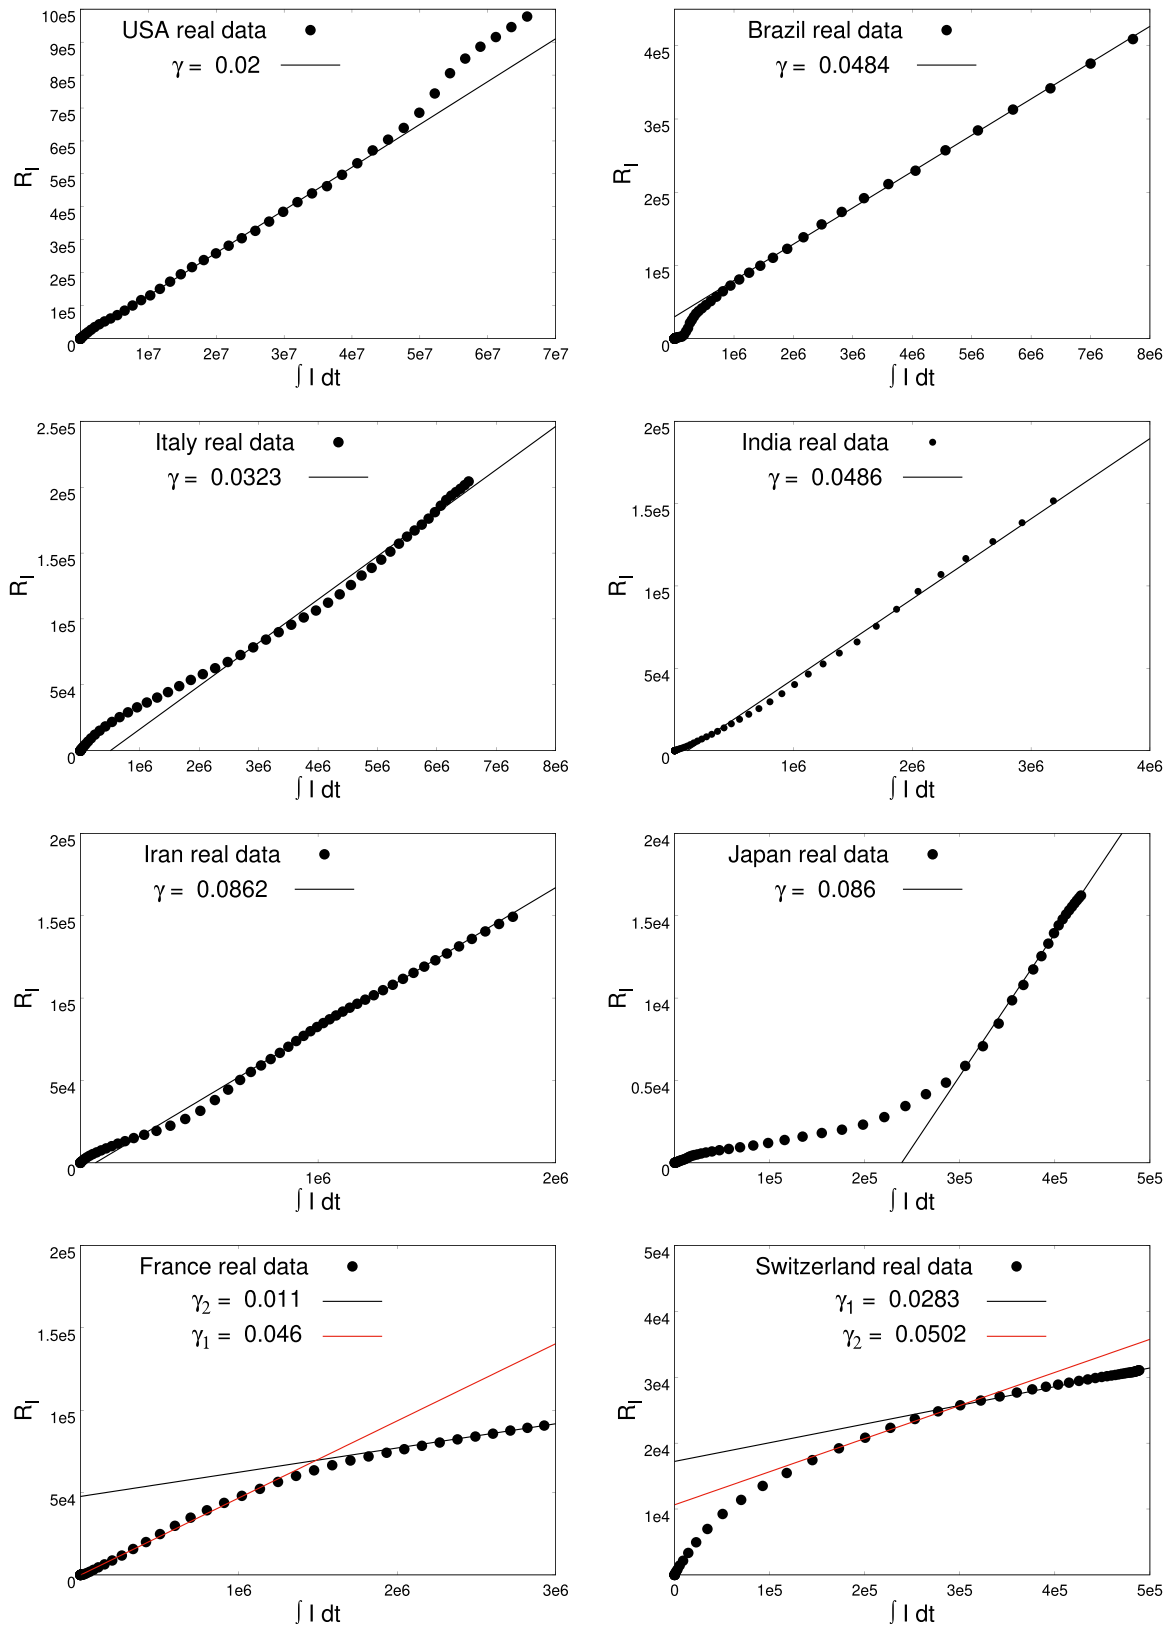 USA real data
γ = 0.02
10e5
9e5
8e5
7e5
6e5
5e5
4e5
3e5
2e5
1e5
0
R_I
1e7 2e7 3e7 4e7 5e7 6e7 7e7
∫ I dt
Brazil real data
γ = 0.0484
4e5
3e5
2e5
1e5
0
R_I
1e6 2e6 3e6 4e6 5e6 6e6 7e6 8e6
∫ I dt
Italy real data
γ = 0.0323
2.5e5
2e5
1.5e5
1e5
5e4
0
R_I
1e6 2e6 3e6 4e6 5e6 6e6 7e6 8e6
∫ I dt
India real data
γ = 0.0486
2e5
1.5e5
1e5
5e4
0
R_I
1e6 2e6 3e6 4e6
∫ I dt
Iran real data
γ = 0.0862
2e5
1.5e5
1e5
5e4
0
R_I
1e6 2e6
∫ I dt
Japan real data
γ = 0.086
2e4
1.5e4
1e4
0.5e4
0
R_I
1e5 2e5 3e5 4e5 5e5
∫ I dt
France real data
γ₂ = 0.011
γ₁ = 0.046
2e5
1.5e5
1e5
5e4
0
R_I
1e6 2e6 3e6
∫ I dt
Switzerland real data
γ₁ = 0.0283
γ₂ = 0.0502
5e4
4e4
3e4
2e4
1e4
R_I
0 1e5 2e5 3e5 4e5 5e5
∫ I dt